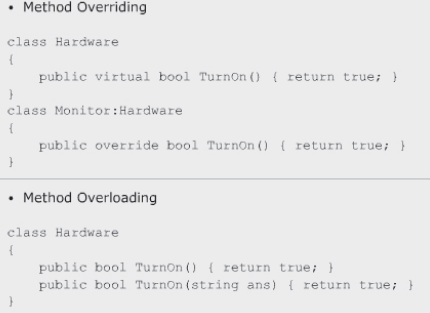 • Method Overriding
class Hardware
{
    public virtual bool TurnOn() { return true; }
}
class Monitor:Hardware
{
    public override bool TurnOn() { return true; }
}
• Method Overloading
class Hardware
{
    public bool TurnOn() { return true; }
    public bool TurnOn(string ans) { return true; }
}